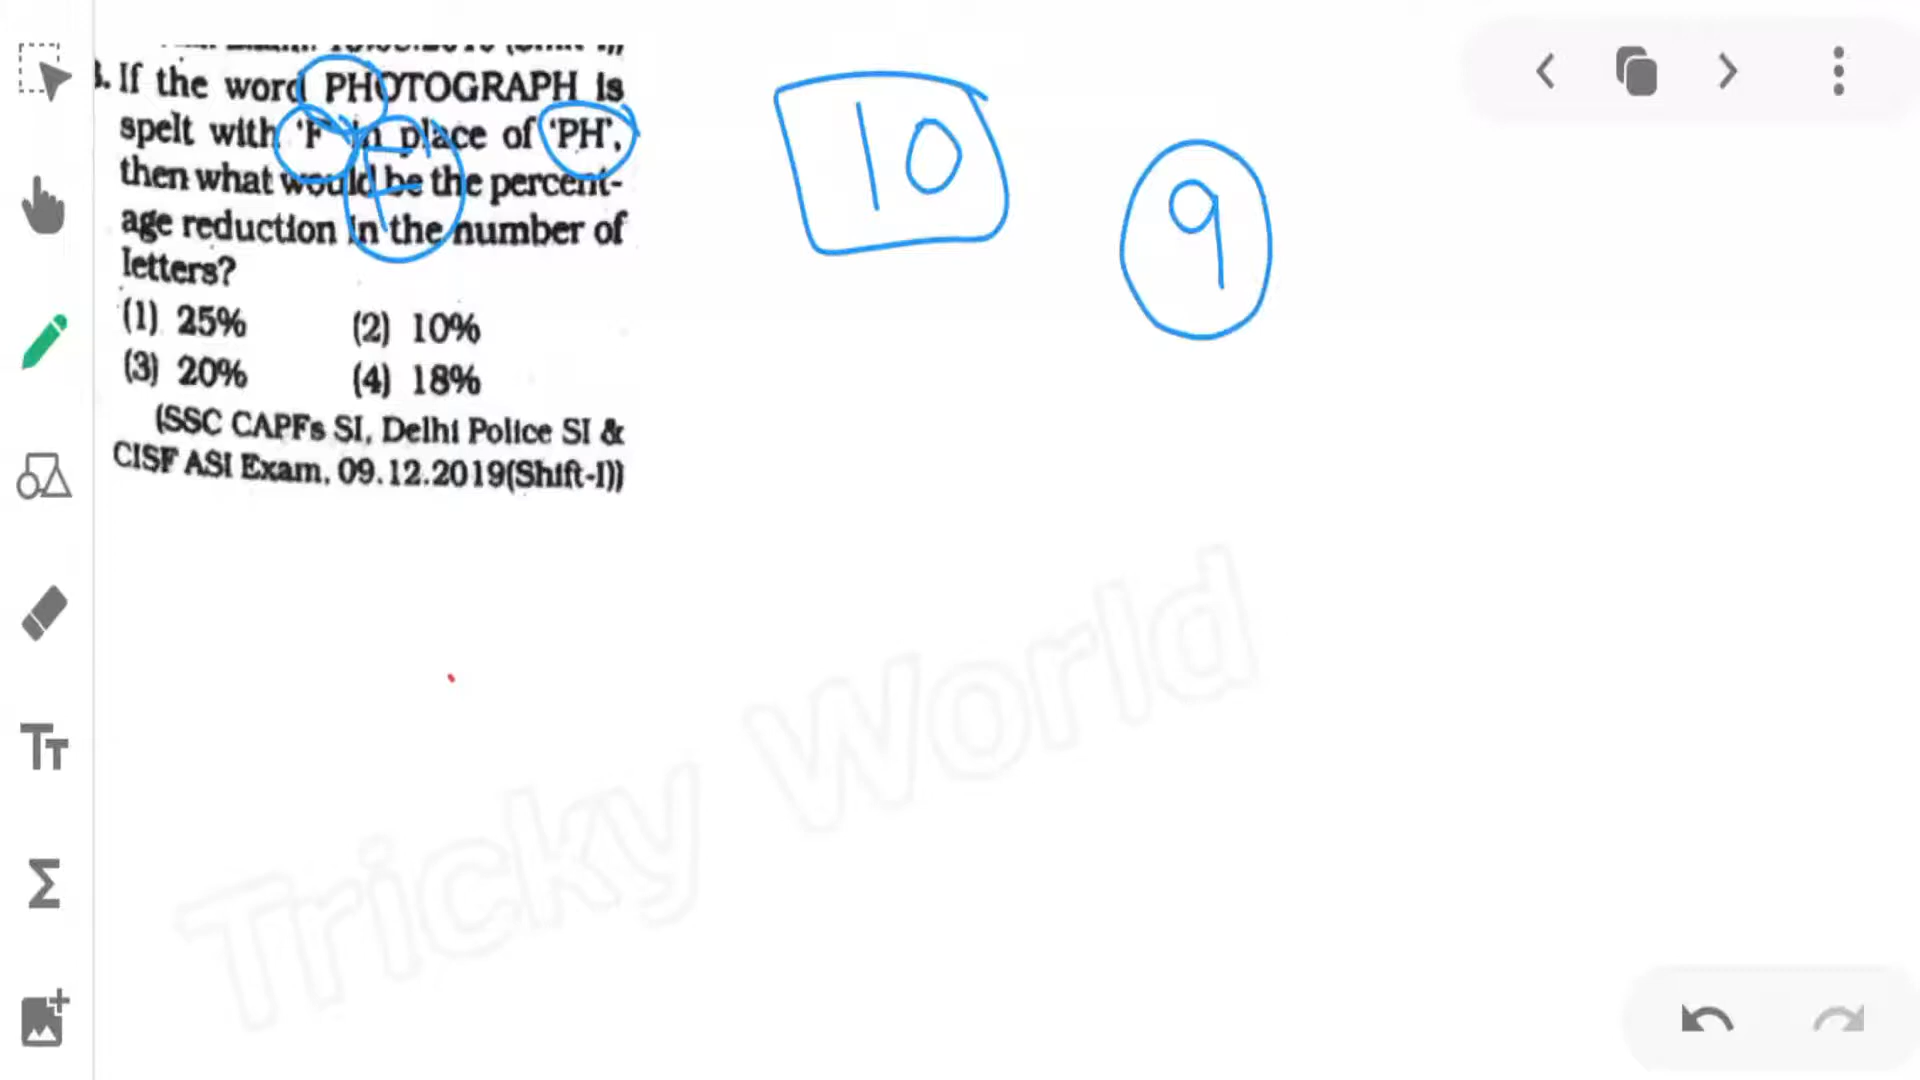 3. If the word PHOTOGRAPH is
spelt with 'F' in place of 'PH',
then what would be the percent-
age reduction in the number of
letters?
(1) 25% (2) 10%
(3) 20% (4) 18%
(SSC CAPFs SI, Delhi Police SI &
CISF ASI Exam. 09.12.2019(Shift-I))
F
10
9
Tricky World